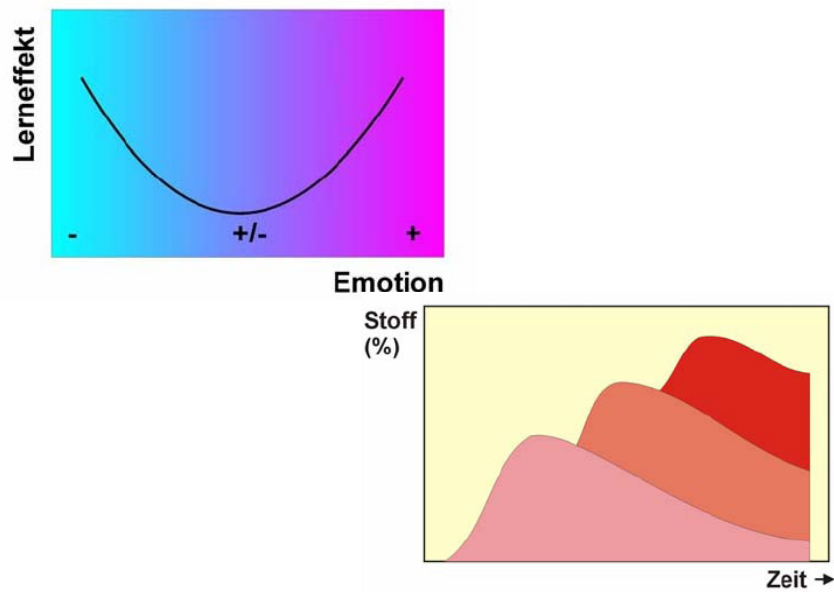 Lerneffekt
- +/- +
Emotion
Stoff
(%)
Zeit →